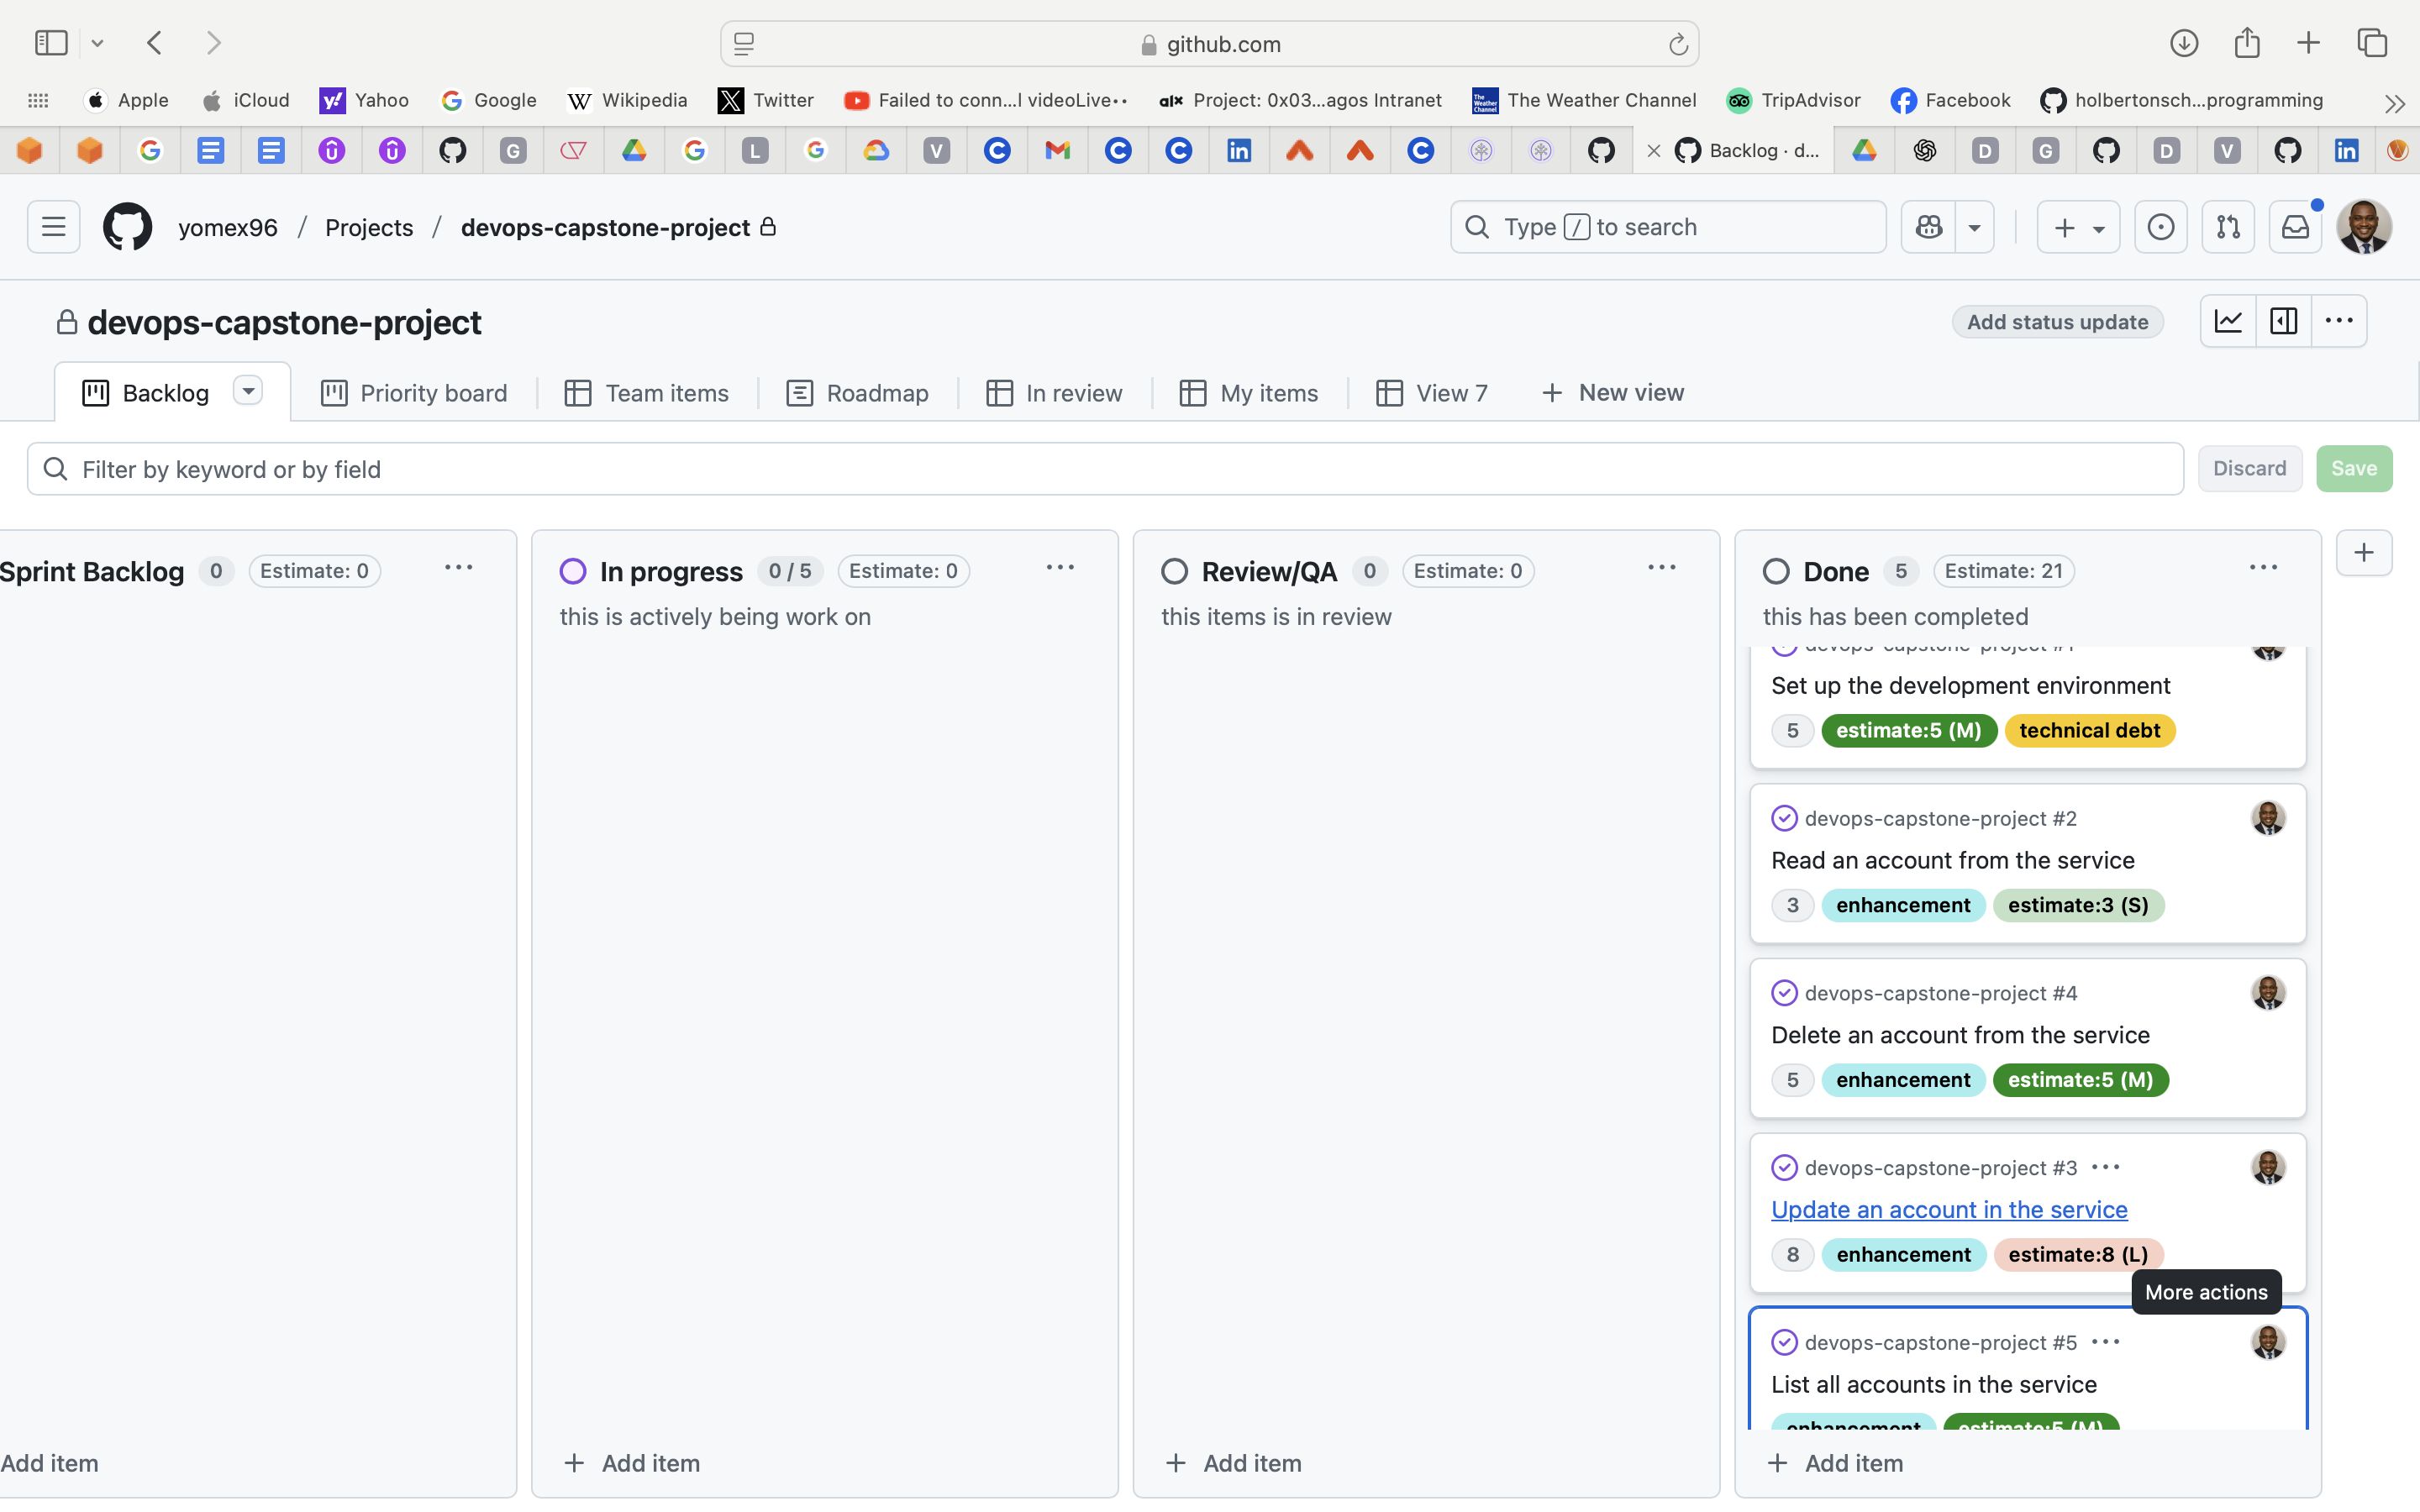 github.com
Apple
iCloud
Yahoo
Google
Wikipedia
Twitter
Failed to conn...l videoLive••
Project: 0x03...agos Intranet
The Weather Channel
TripAdvisor
Facebook
holbertonsch...programming
Backlog · d...
yomex96 / Projects / devops-capstone-project
Type / to search
devops-capstone-project
Add status update
Backlog
Priority board
Team items
Roadmap
In review
My items
View 7
New view
Filter by keyword or by field
Discard
Save
Sprint Backlog 0 Estimate: 0
Add item
In progress 0 / 5 Estimate: 0
this is actively being work on
Add item
Review/QA 0 Estimate: 0
this items is in review
Add item
Done 5 Estimate: 21
this has been completed
devops-capstone-project #1
Set up the development environment
5 estimate:5 (M) technical debt
devops-capstone-project #2
Read an account from the service
3 enhancement estimate:3 (S)
devops-capstone-project #4
Delete an account from the service
5 enhancement estimate:5 (M)
devops-capstone-project #3
Update an account in the service
8 enhancement estimate:8 (L)
More actions
devops-capstone-project #5
List all accounts in the service
enhancement estimate:5 (M)
Add item